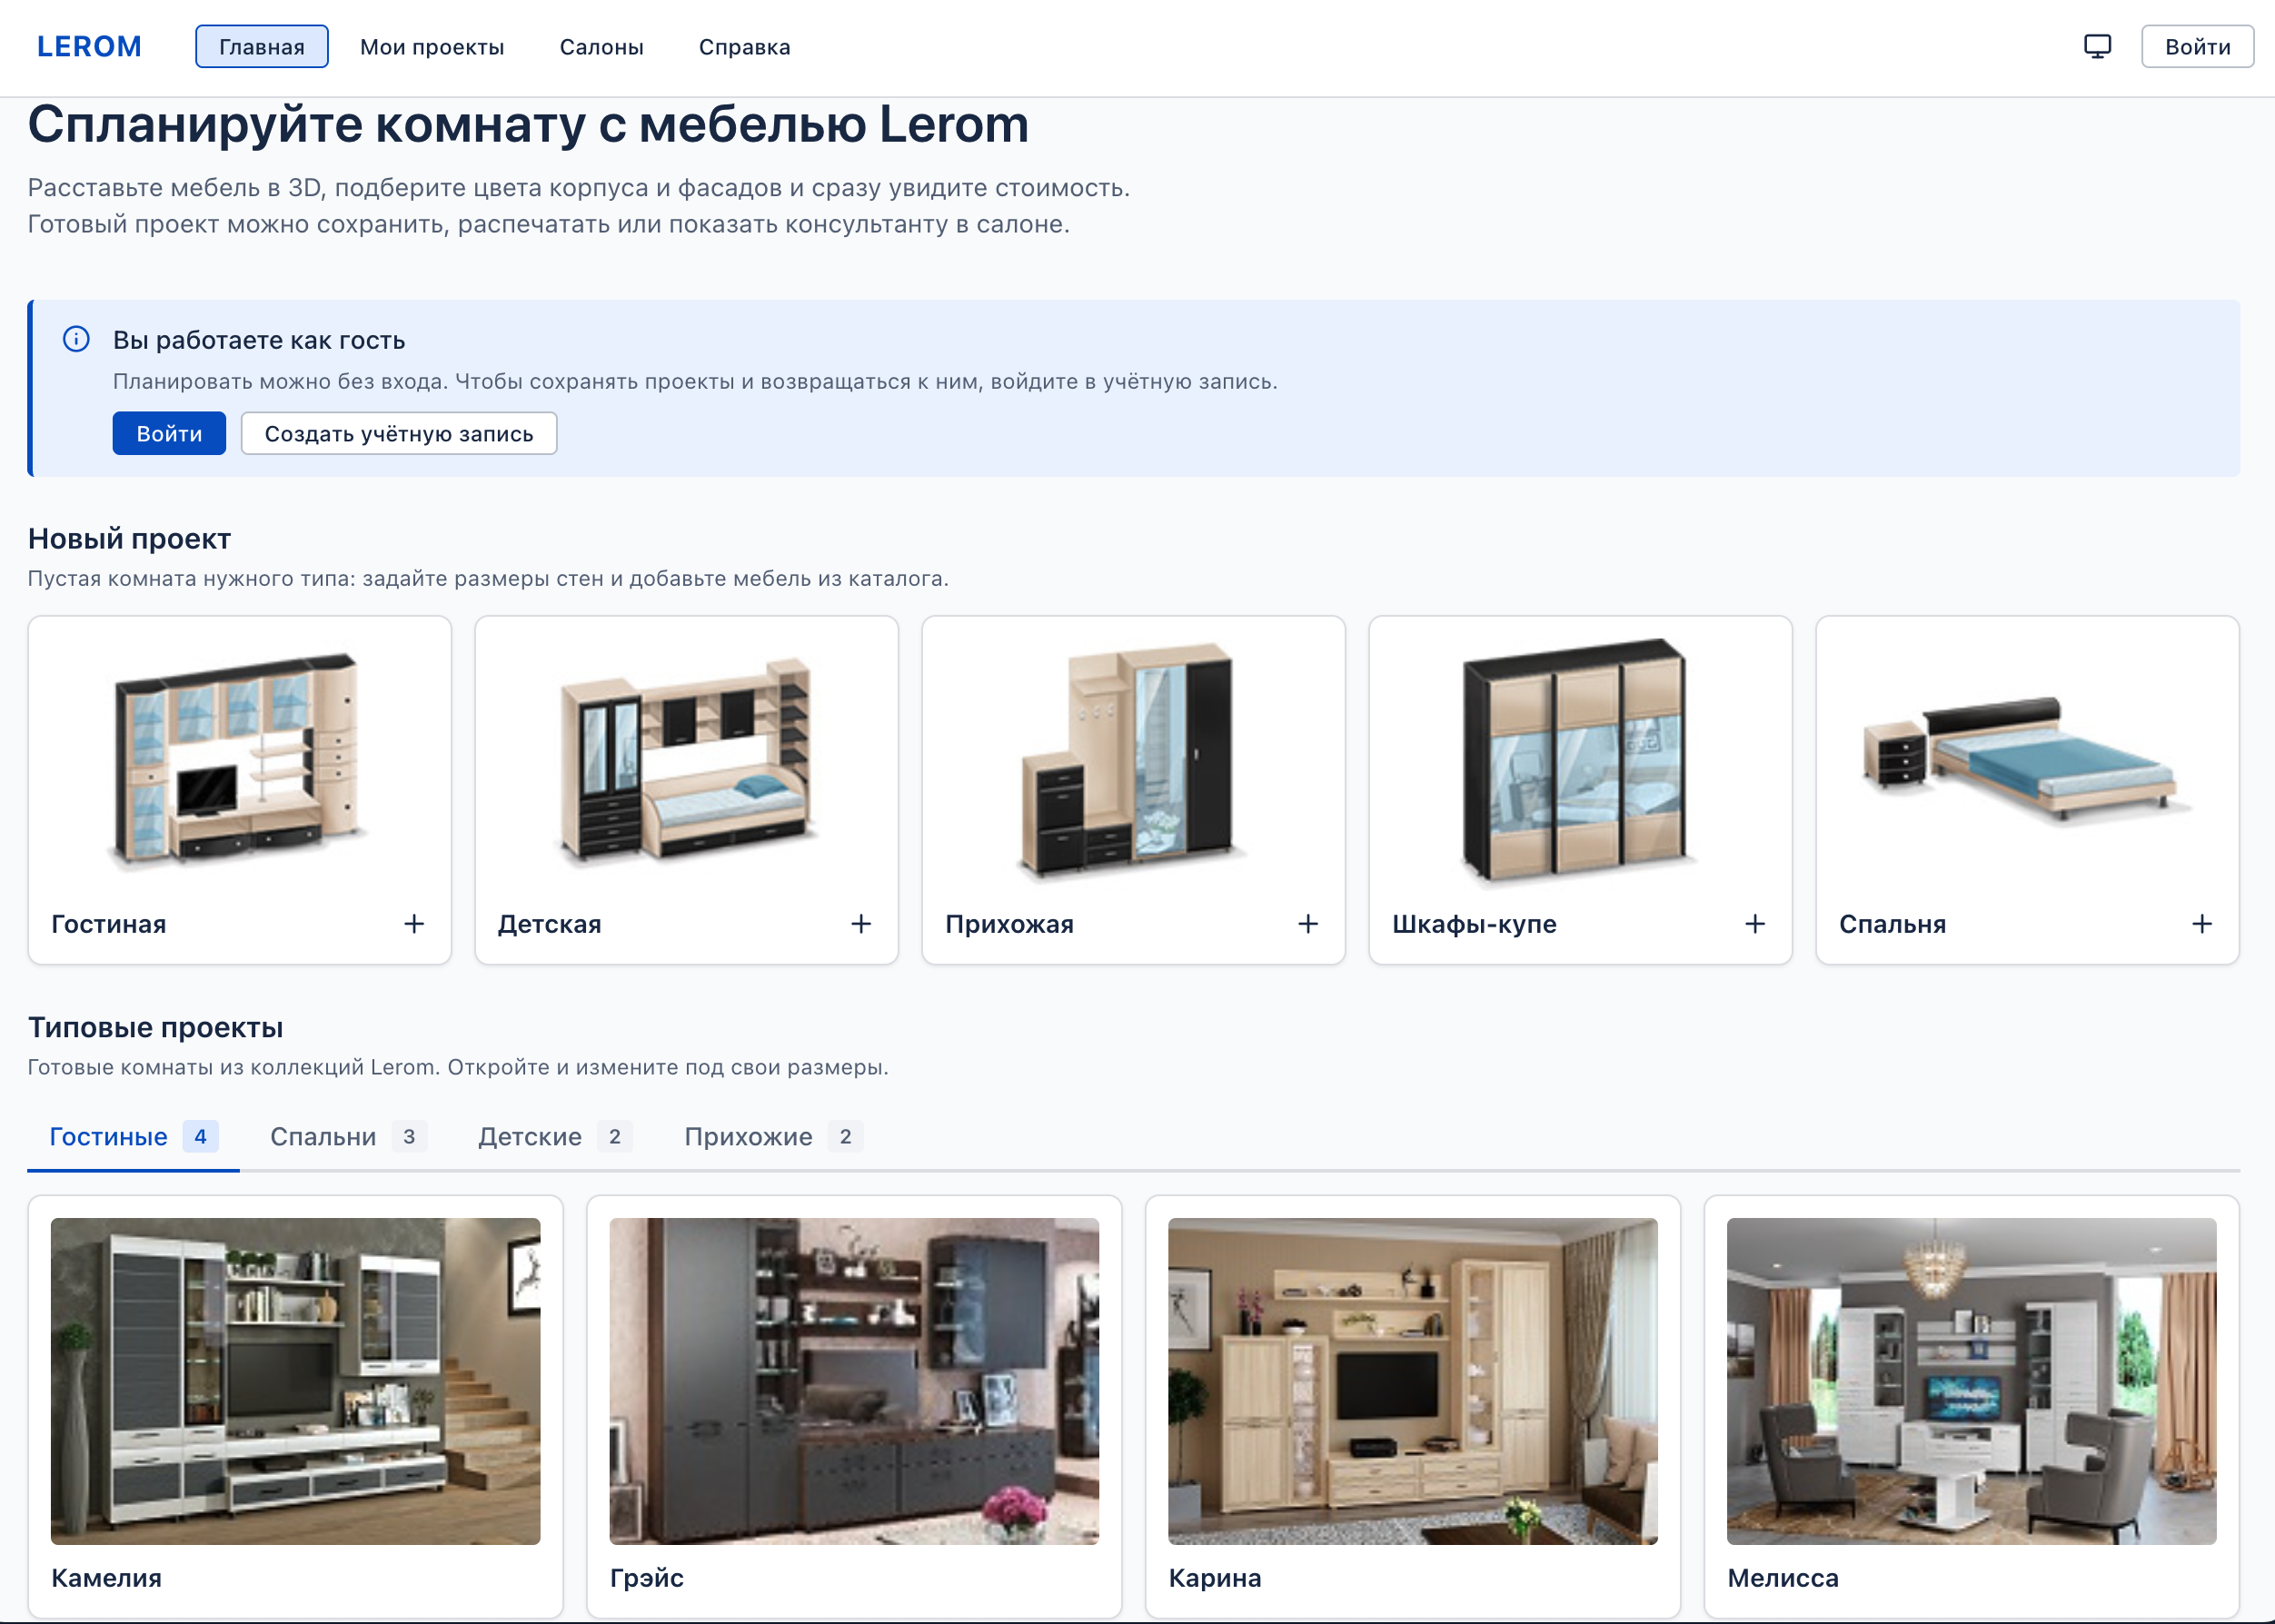 LEROM
Главная
Мои проекты
Салоны
Справка
Войти
Спланируйте комнату с мебелью Lerom
Расставьте мебель в 3D, подберите цвета корпуса и фасадов и сразу увидите стоимость.
Готовый проект можно сохранить, распечатать или показать консультанту в салоне.
Вы работаете как гость
Планировать можно без входа. Чтобы сохранять проекты и возвращаться к ним, войдите в учётную запись.
Войти
Создать учётную запись
Новый проект
Пустая комната нужного типа: задайте размеры стен и добавьте мебель из каталога.
Гостиная
Детская
Прихожая
Шкафы-купе
Спальня
Типовые проекты
Готовые комнаты из коллекций Lerom. Откройте и измените под свои размеры.
Гостиные 4
Спальни 3
Детские 2
Прихожие 2
Камелия
Грэйс
Карина
Мелисса